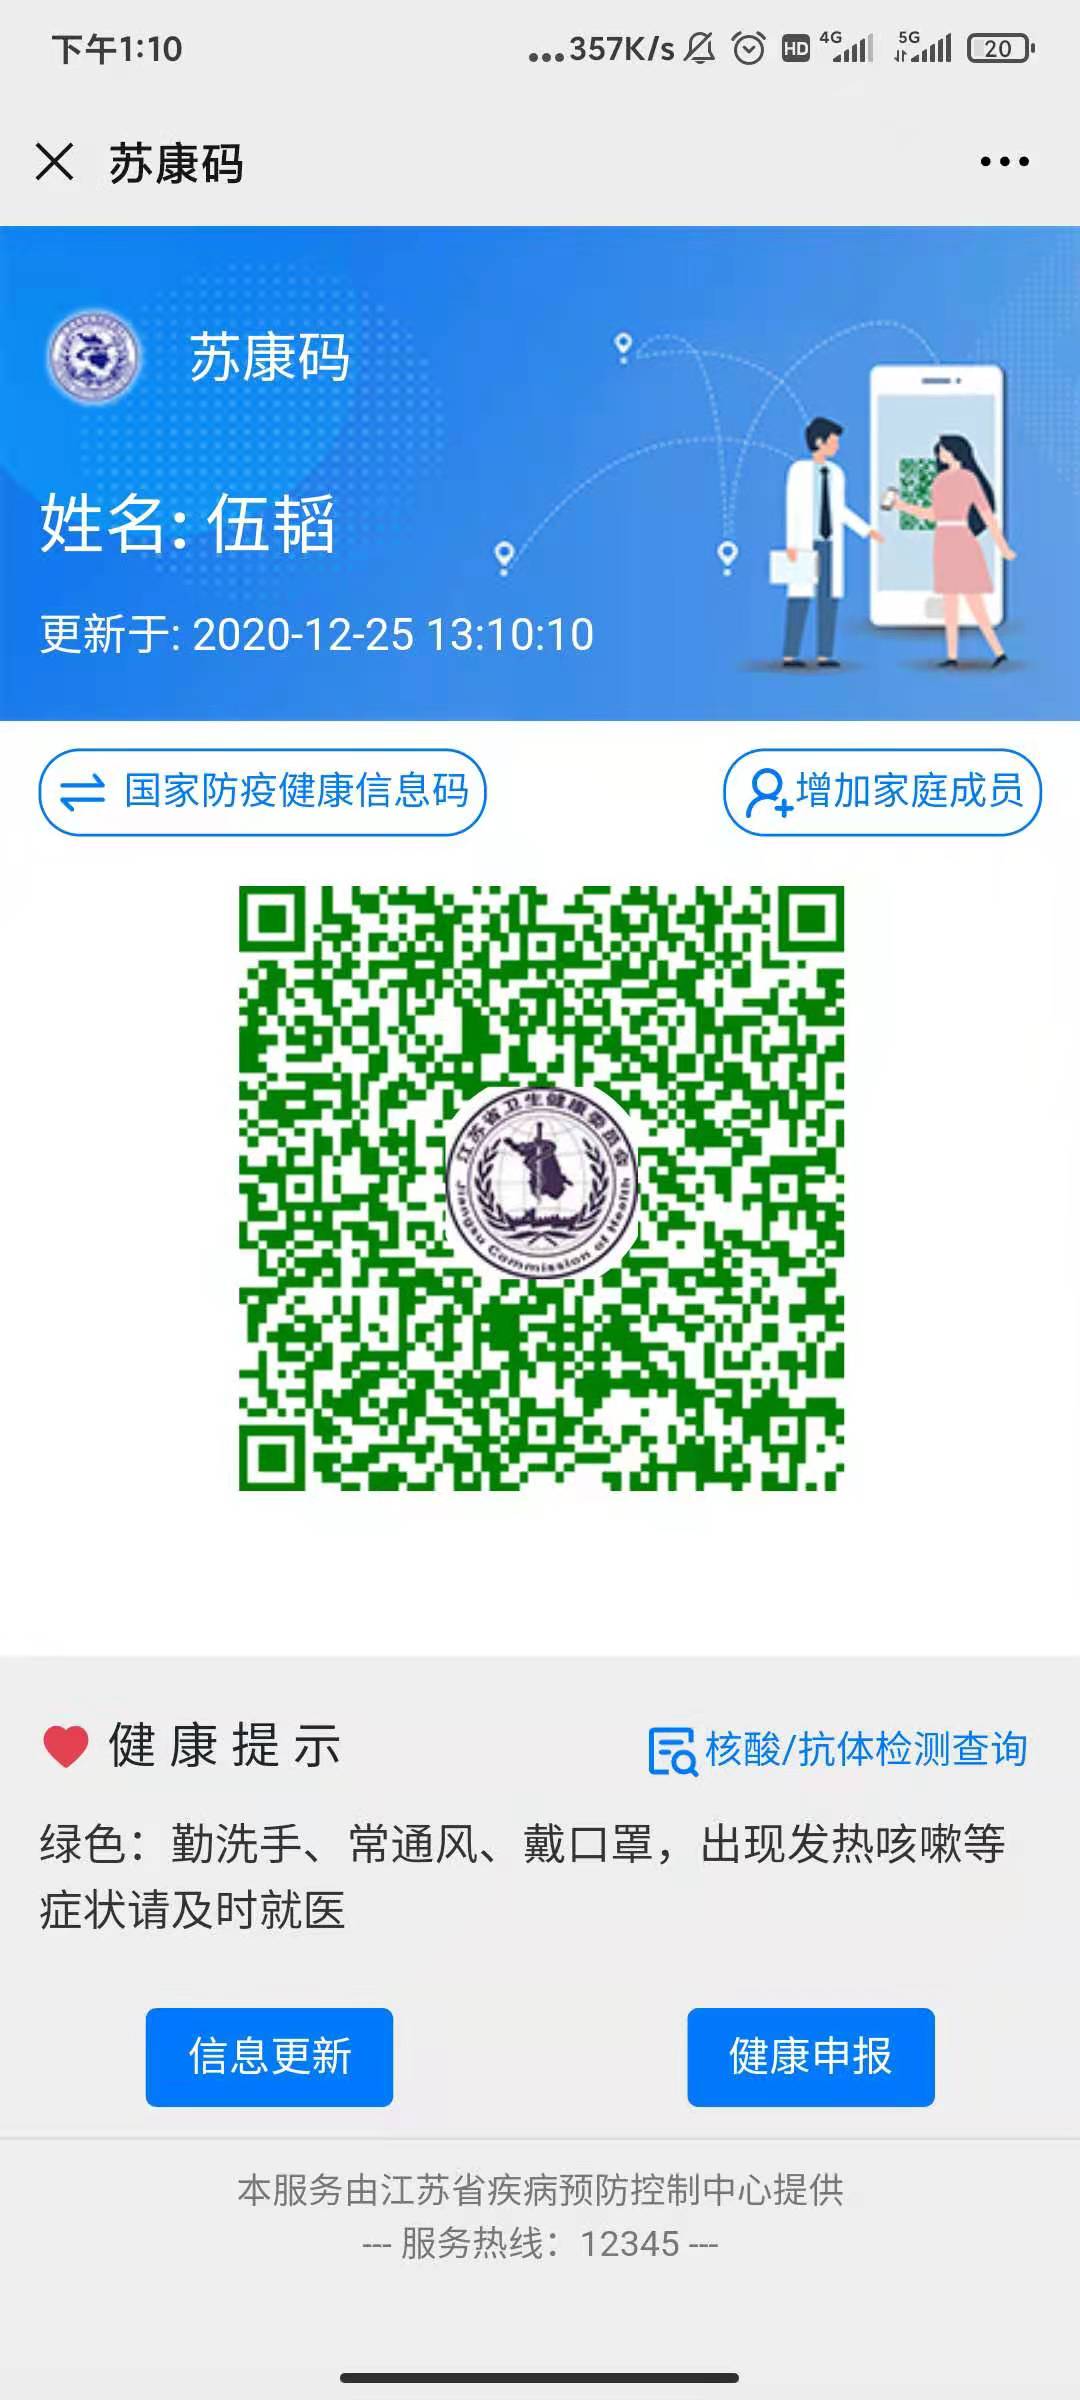 下午1:10
...357K/s HD 4G 5G 20
苏康码
苏康码
姓名: 伍韬
更新于: 2020-12-25 13:10:10
国家防疫健康信息码
增加家庭成员
江苏省卫生健康委员会
Jiangsu Commission of Health
健康提示
核酸/抗体检测查询
绿色：勤洗手、常通风、戴口罩，出现发热咳嗽等
症状请及时就医
信息更新
健康申报
本服务由江苏省疾病预防控制中心提供
--- 服务热线：12345 ---